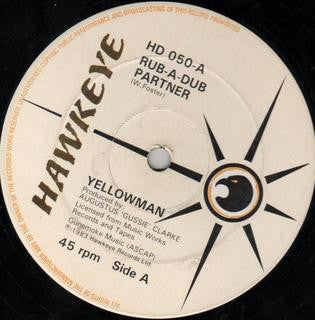 UNAUTHORISED COPYING PUBLIC PERFORMANCE AND BROADCASTING OF THIS RECORD PROHIBITED
ALL RIGHTS OF THE MANUFACTURER AND OF THE OWNER OF THE RECORDED WORK RESERVED
HAWKEYE
HD 050-A
RUB-A-DUB
PARTNER
(W.Foster)
YELLOWMAN
Produced by:
AUGUSTUS 'GUSSIE' CLARKE
Licensed from Music Works
Records and Tapes
Gunsmoke Music (ASCAP)
℗1983 Hawkeye Records Ltd.
45 rpm Side A